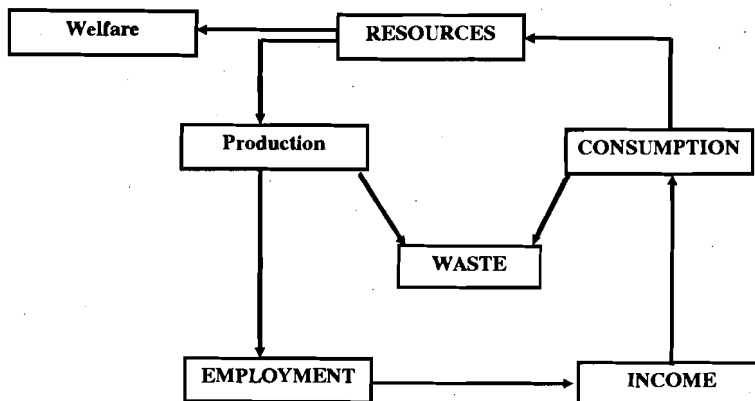 Welfare
RESOURCES
Production
CONSUMPTION
WASTE
EMPLOYMENT
INCOME